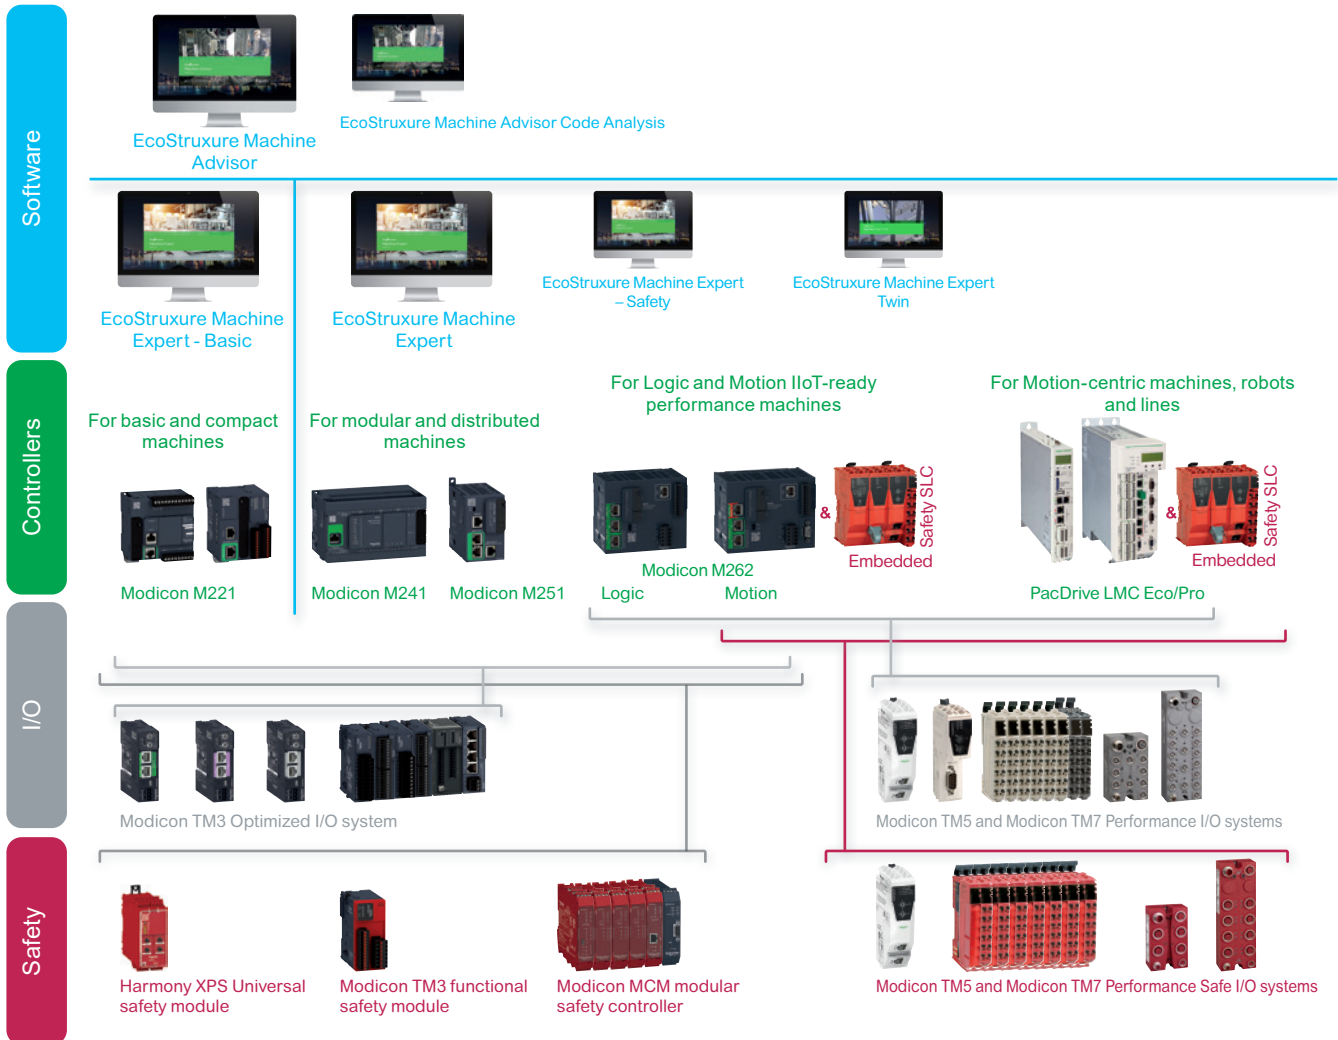 Software
EcoStruxure Machine
Advisor
EcoStruxure Machine Advisor Code Analysis
EcoStruxure Machine
Expert - Basic
EcoStruxure Machine
Expert
EcoStruxure Machine Expert
– Safety
EcoStruxure Machine Expert
Twin
Controllers
For basic and compact
machines
For modular and distributed
machines
For Logic and Motion IIoT-ready
performance machines
For Motion-centric machines, robots
and lines
&
Safety SLC
Embedded
&
Safety SLC
Embedded
Modicon M221
Modicon M241
Modicon M251
Modicon M262
Logic
Motion
PacDrive LMC Eco/Pro
I/O
Modicon TM3 Optimized I/O system
Modicon TM5 and Modicon TM7 Performance I/O systems
Safety
Harmony XPS Universal
safety module
Modicon TM3 functional
safety module
Modicon MCM modular
safety controller
Modicon TM5 and Modicon TM7 Performance Safe I/O systems